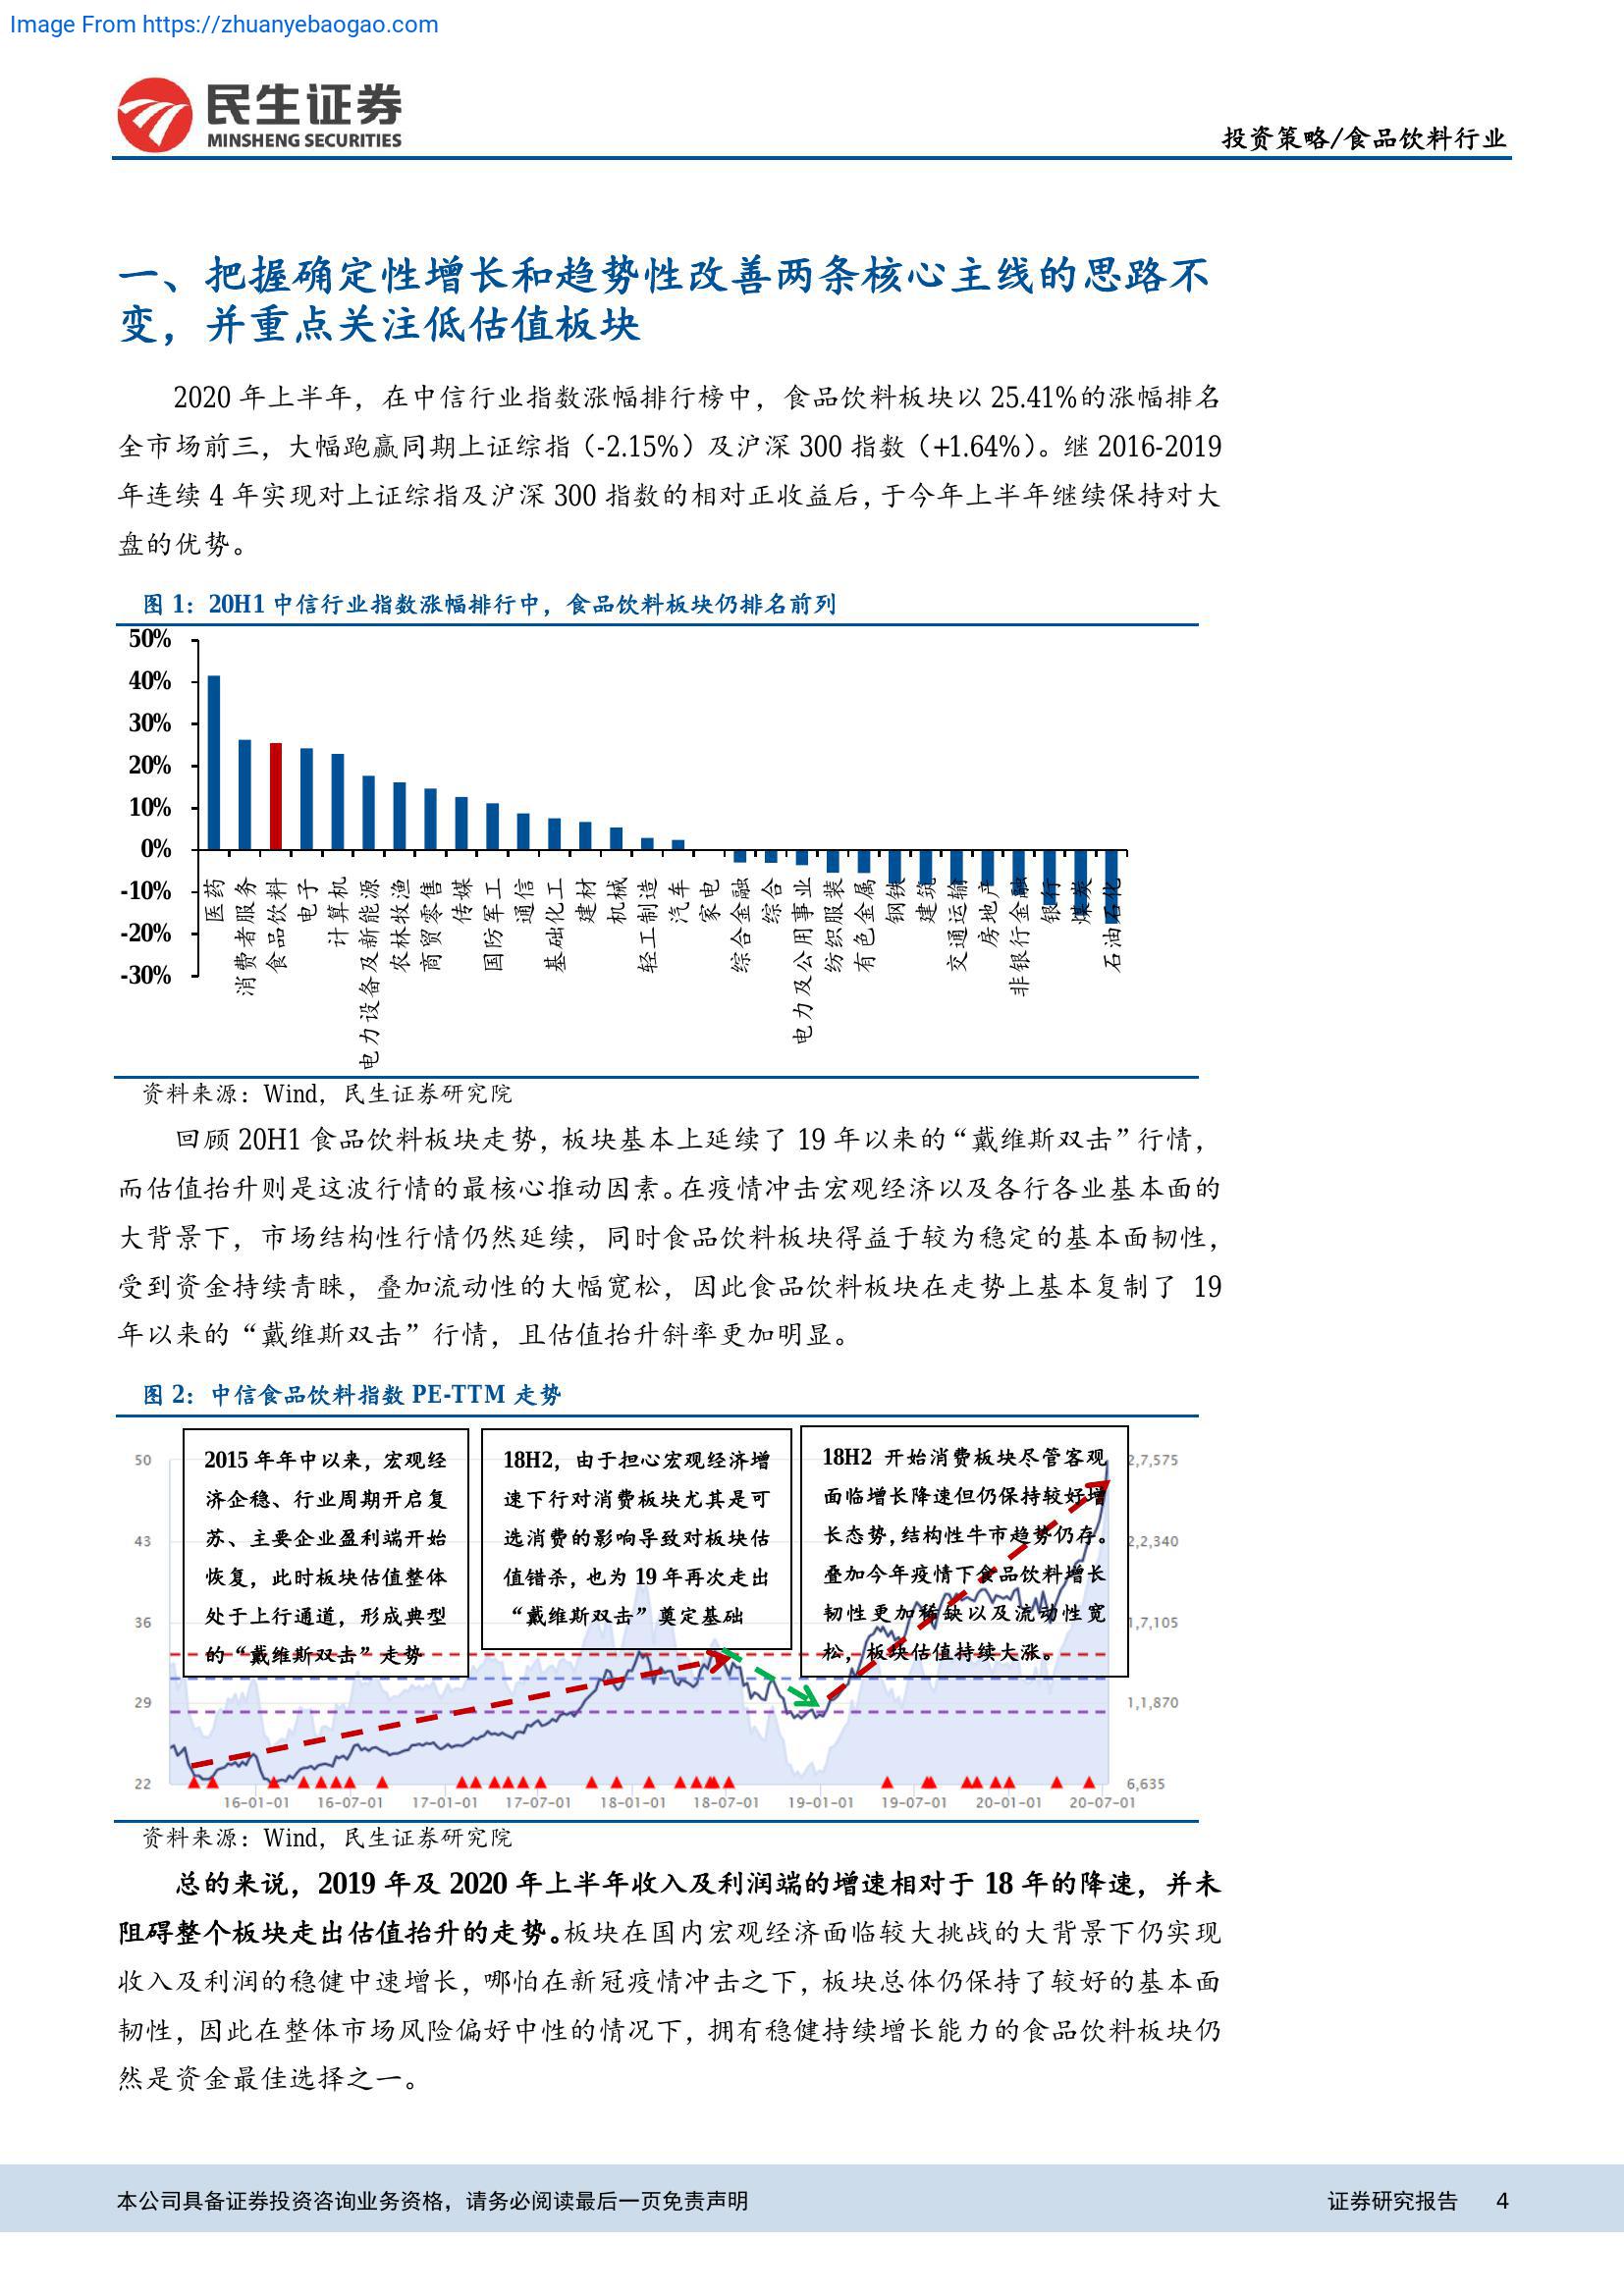 Image From https://zhuanyebaogao.com
民生证券
MINSHENG SECURITIES
投资策略/食品饮料行业
一、把握确定性增长和趋势性改善两条核心主线的思路不
变，并重点关注低估值板块
2020 年上半年，在中信行业指数涨幅排行榜中，食品饮料板块以 25.41%的涨幅排名
全市场前三，大幅跑赢同期上证综指（-2.15%）及沪深 300 指数（+1.64%）。继 2016-2019
年连续 4 年实现对上证综指及沪深 300 指数的相对正收益后，于今年上半年继续保持对大
盘的优势。
图 1：20H1 中信行业指数涨幅排行中，食品饮料板块仍排名前列
50%
40%
30%
20%
10%
0%
-10%
-20%
-30%
医药
消费者服务
食品饮料
电子
计算机
电力设备及新能源
农林牧渔
商贸零售
传媒
国防军工
通信
基础化工
建材
机械
轻工制造
汽车
家电
综合金融
综合
电力及公用事业
纺织服装
有色金属
钢铁
建筑
交通运输
房地产
非银行金融
银行
煤炭
石油石化
资料来源：Wind，民生证券研究院
回顾 20H1 食品饮料板块走势，板块基本上延续了 19 年以来的“戴维斯双击”行情，
而估值抬升则是这波行情的最核心推动因素。在疫情冲击宏观经济以及各行各业基本面的
大背景下，市场结构性行情仍然延续，同时食品饮料板块得益于较为稳定的基本面韧性，
受到资金持续青睐，叠加流动性的大幅宽松，因此食品饮料板块在走势上基本复制了 19
年以来的“戴维斯双击”行情，且估值抬升斜率更加明显。
图 2：中信食品饮料指数 PE-TTM 走势
2015 年年中以来，宏观经
济企稳、行业周期开启复
苏、主要企业盈利端开始
恢复，此时板块估值整体
处于上行通道，形成典型
的“戴维斯双击”走势
18H2，由于担心宏观经济增
速下行对消费板块尤其是可
选消费的影响导致对板块估
值错杀，也为 19 年再次走出
“戴维斯双击”奠定基础
18H2 开始消费板块尽管客观
面临增长降速但仍保持较好增
长态势，结构性牛市趋势仍存。
叠加今年疫情下食品饮料增长
韧性更加稀缺以及流动性宽
松，板块估值持续大涨。
50
43
36
29
22
2,7,575
2,2,340
1,7,105
1,1,870
6,635
16-01-01 16-07-01 17-01-01 17-07-01 18-01-01 18-07-01 19-01-01 19-07-01 20-01-01 20-07-01
资料来源：Wind，民生证券研究院
总的来说，2019 年及 2020 年上半年收入及利润端的增速相对于 18 年的降速，并未
阻碍整个板块走出估值抬升的走势。板块在国内宏观经济面临较大挑战的大背景下仍实现
收入及利润的稳健中速增长，哪怕在新冠疫情冲击之下，板块总体仍保持了较好的基本面
韧性，因此在整体市场风险偏好中性的情况下，拥有稳健持续增长能力的食品饮料板块仍
然是资金最佳选择之一。
本公司具备证券投资咨询业务资格，请务必阅读最后一页免责声明
证券研究报告 4